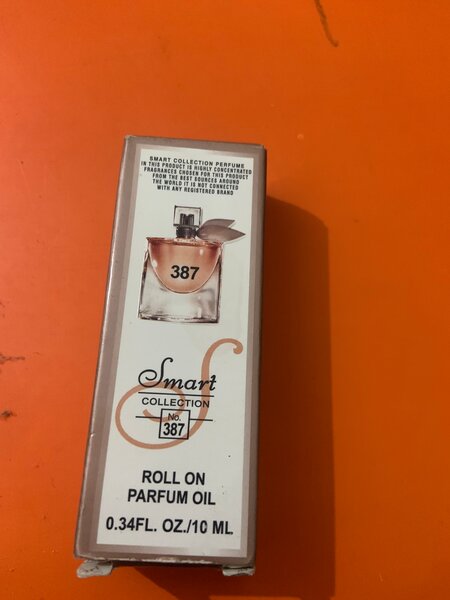 SMART COLLECTION PERFUME
IN THIS PRODUCT IS HIGHLY CONCENTRATED
FRAGRANCES CHOSEN FOR THIS PRODUCT
FROM THE BEST SOURCES AROUND
THE WORLD IT IS NOT CONNECTED
WITH ANY REGISTERED BRAND
387
Smart
COLLECTION
No.
387
ROLL ON
PARFUM OIL
0.34FL. OZ./10 ML